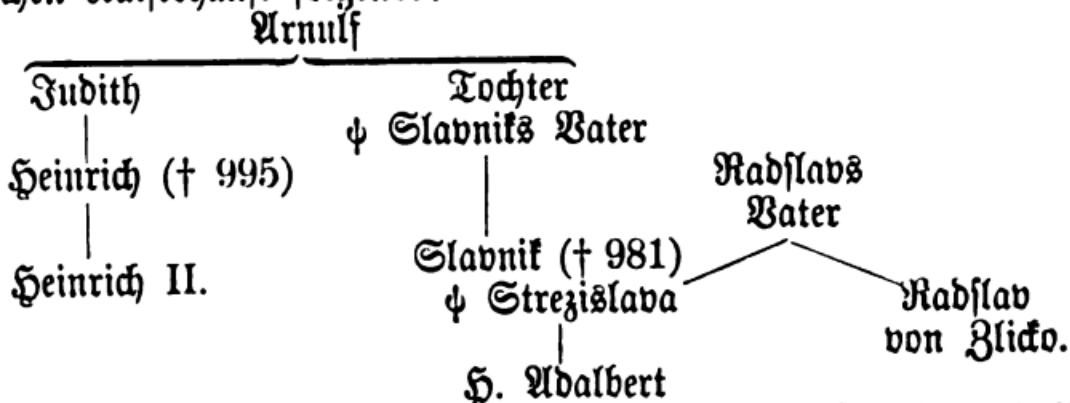 Arnulf
Judith Tochter
ψ Slavniks Vater
Heinrich († 995) Radslavs
Vater
Slavnik († 981)
Heinrich II. ψ Strezislava Radslav
von Zlicko.
H. Adalbert